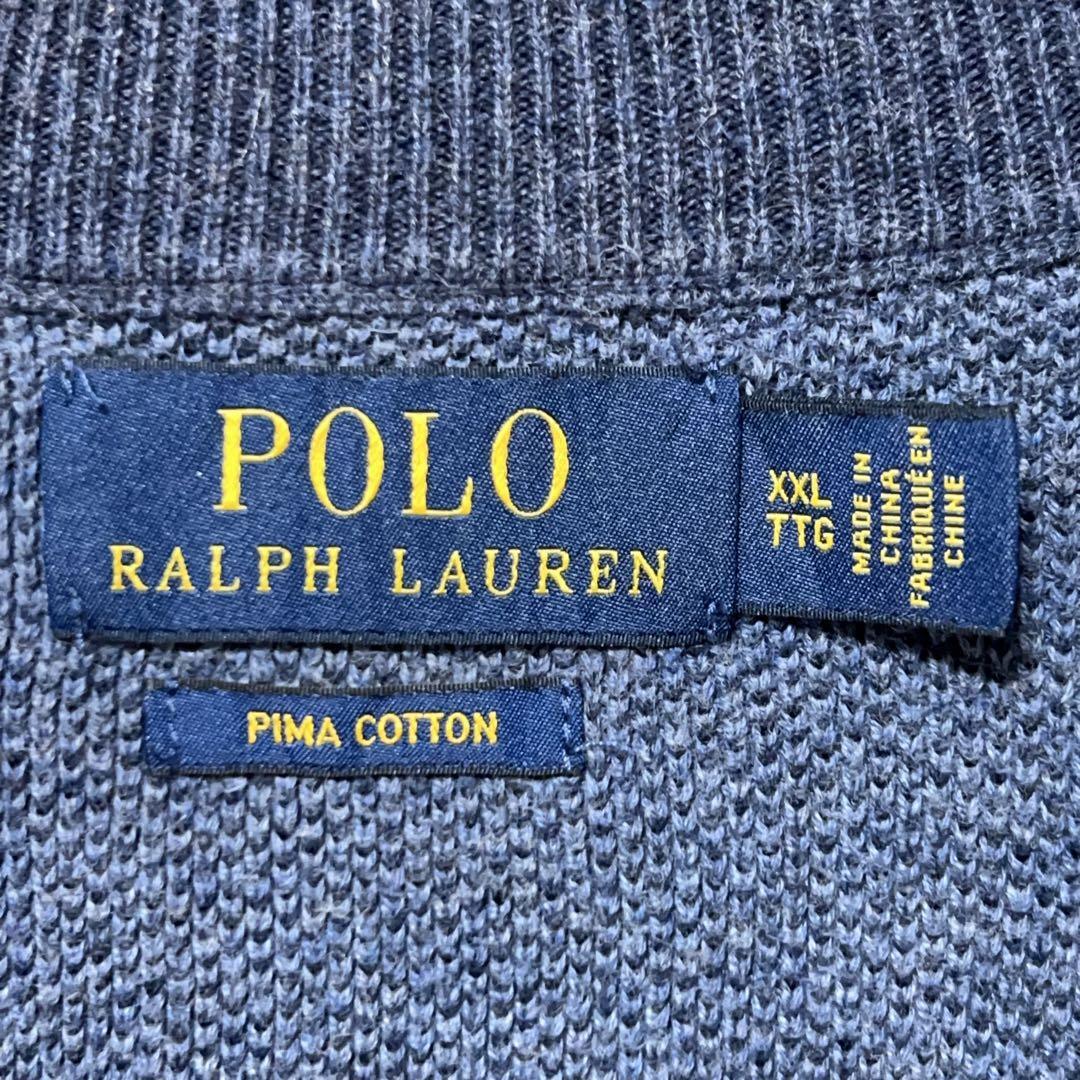 POLO
RALPH LAUREN
XXL
TTG
MADE IN
CHINA
FABRIQUÉ EN
CHINE
PIMA COTTON